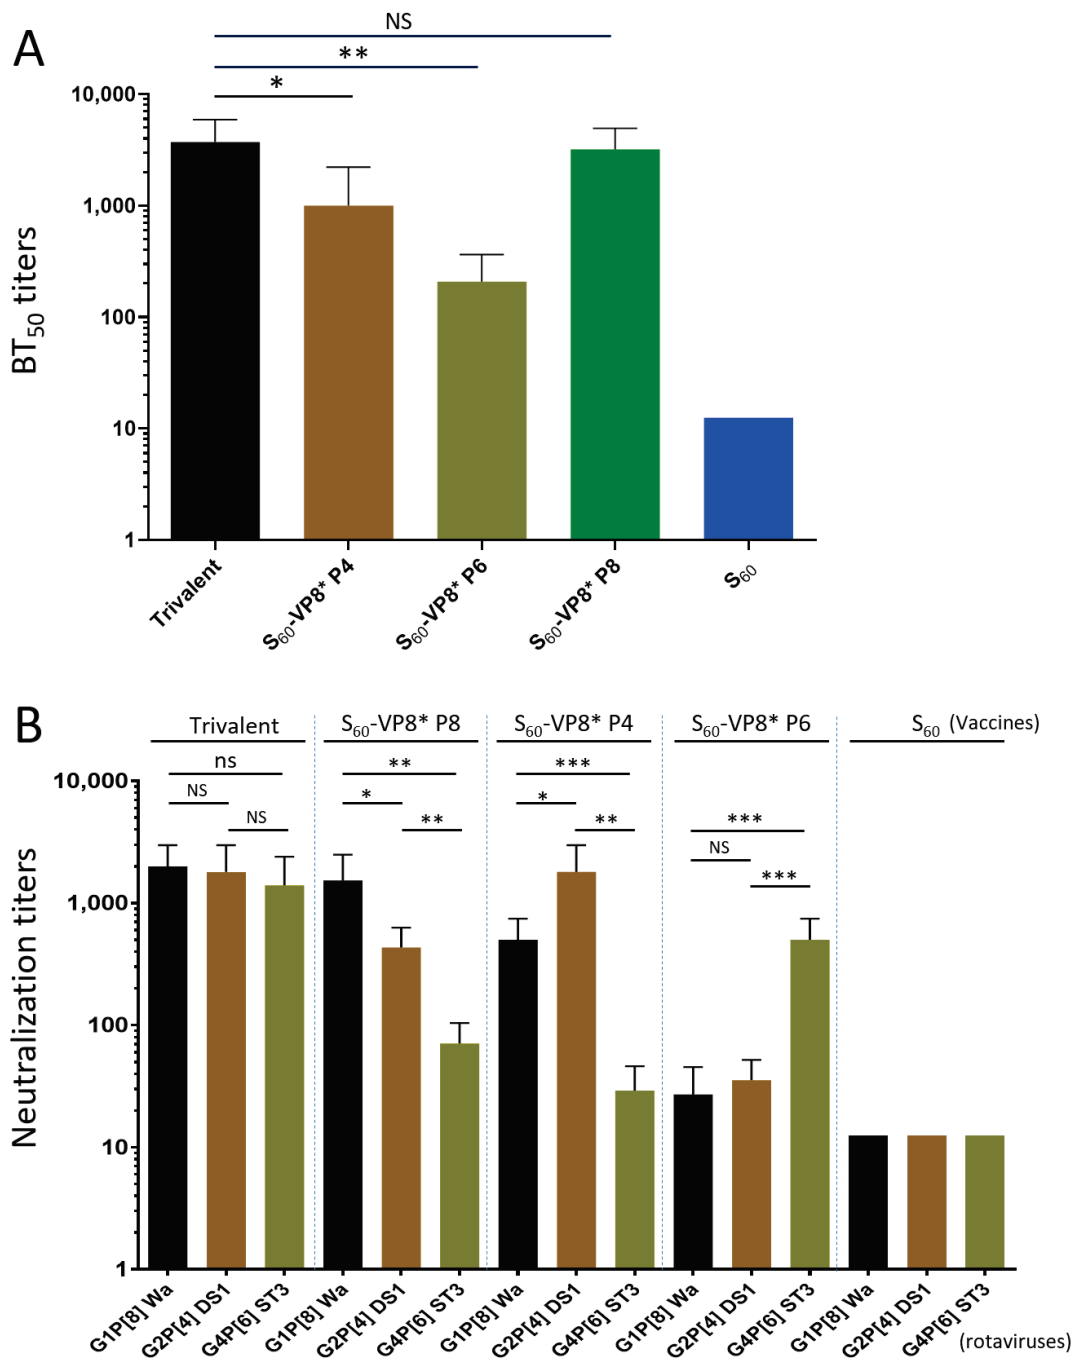 A
NS
**
*
10,000
1,000
100
10
1
BT50 titers
Trivalent
S60-VP8* P4
S60-VP8* P6
S60-VP8* P8
S60
B
Trivalent
S60-VP8* P8
S60-VP8* P4
S60-VP8* P6
S60 (Vaccines)
ns
NS
NS
**
*
**
***
*
**
***
NS
***
10,000
1,000
100
10
1
Neutralization titers
G1P[8] Wa
G2P[4] DS1
G4P[6] ST3
G1P[8] Wa
G2P[4] DS1
G4P[6] ST3
G1P[8] Wa
G2P[4] DS1
G4P[6] ST3
G1P[8] Wa
G2P[4] DS1
G4P[6] ST3
G1P[8] Wa
G2P[4] DS1
G4P[6] ST3
(rotaviruses)